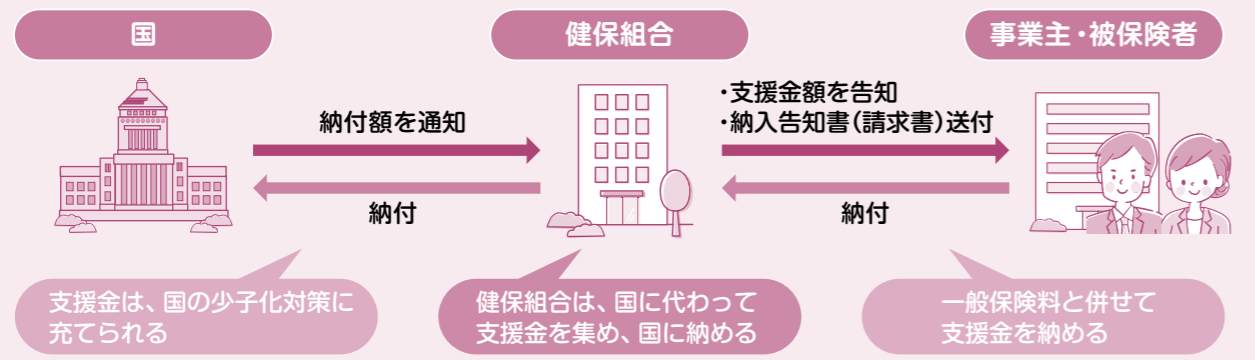 国
健保組合
事業主・被保険者
納付額を通知
納付
・支援金額を告知
・納入告知書(請求書)送付
納付
支援金は、国の少子化対策に
充てられる
健保組合は、国に代わって
支援金を集め、国に納める
一般保険料と併せて
支援金を納める